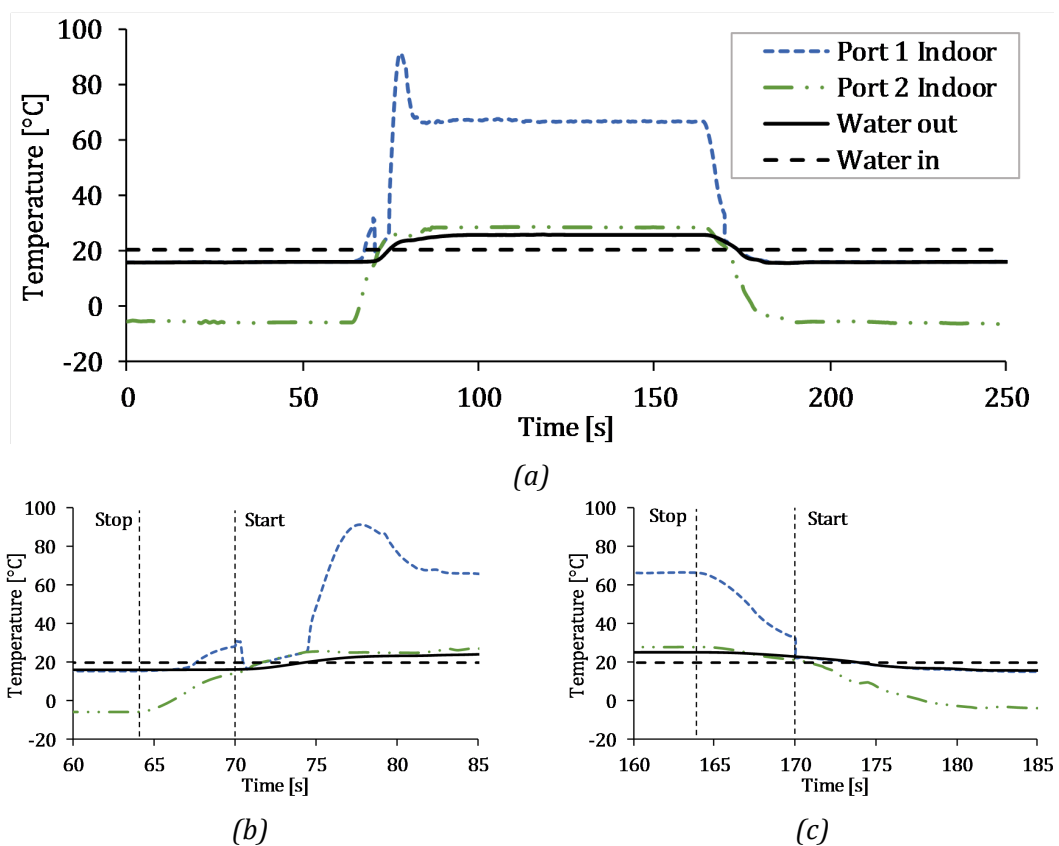 100
80
60
40
20
0
-20
Temperature [°C]
0 50 100 150 200 250
Time [s]
Port 1 Indoor
Port 2 Indoor
Water out
Water in
(a)
100
80
60
40
20
0
-20
Temperature [°C]
Stop Start
60 65 70 75 80 85
Time [s]
(b)
100
80
60
40
20
0
-20
Temperature [°C]
Stop Start
160 165 170 175 180 185
Time [s]
(c)